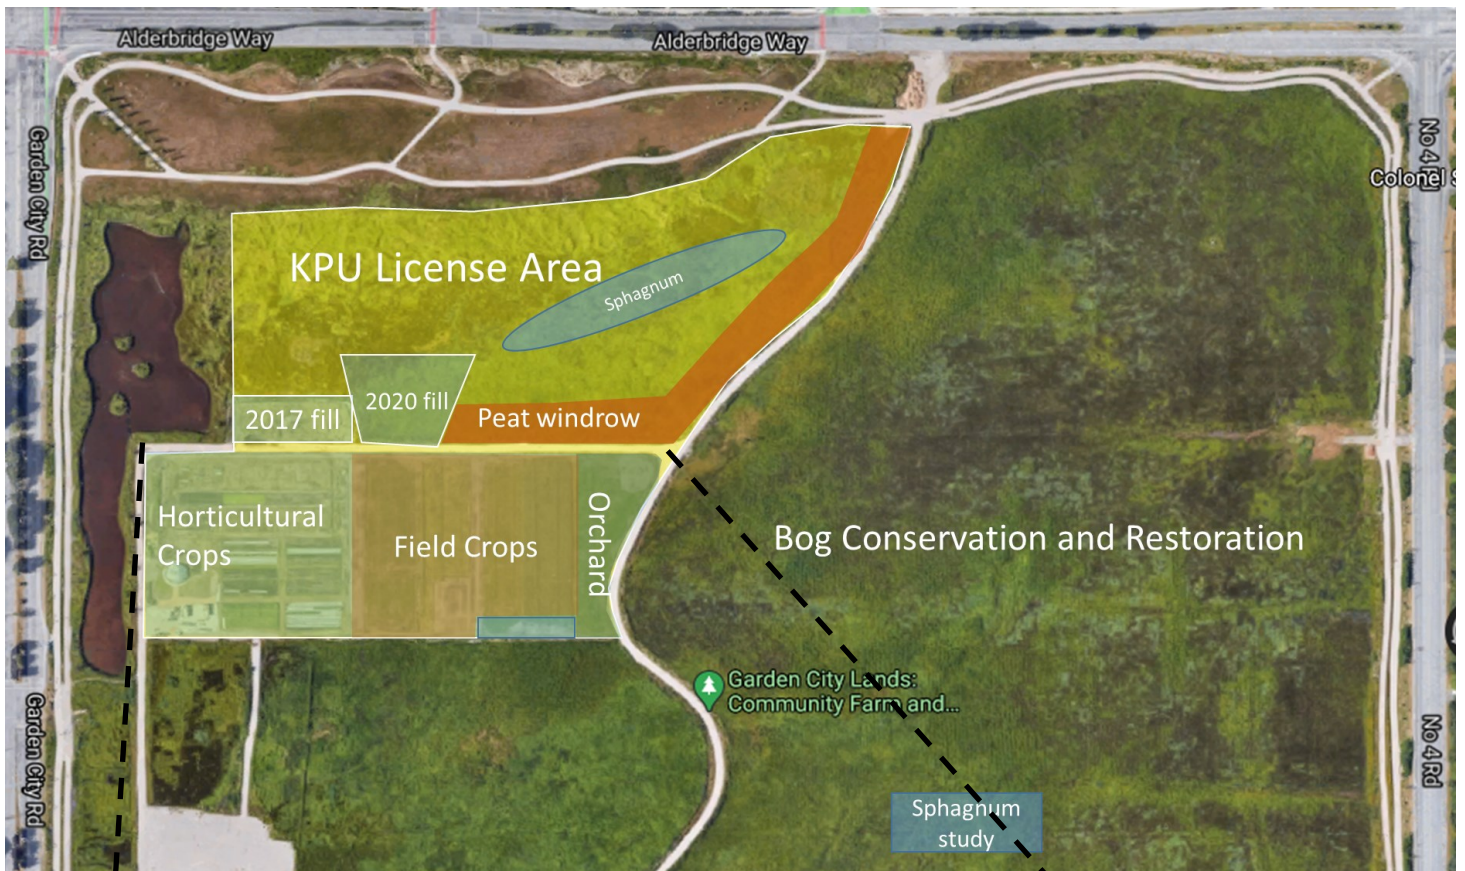 Alderbridge Way
Alderbridge Way
Garden City Rd
No 4 Rd
Colonel S
KPU License Area
Sphagnum
2017 fill
2020 fill
Peat windrow
Horticultural
Crops
Field Crops
Orchard
Bog Conservation and Restoration
Garden City Lands:
Community Farm and...
Garden City Rd
No 4 Rd
Sphagnum
study